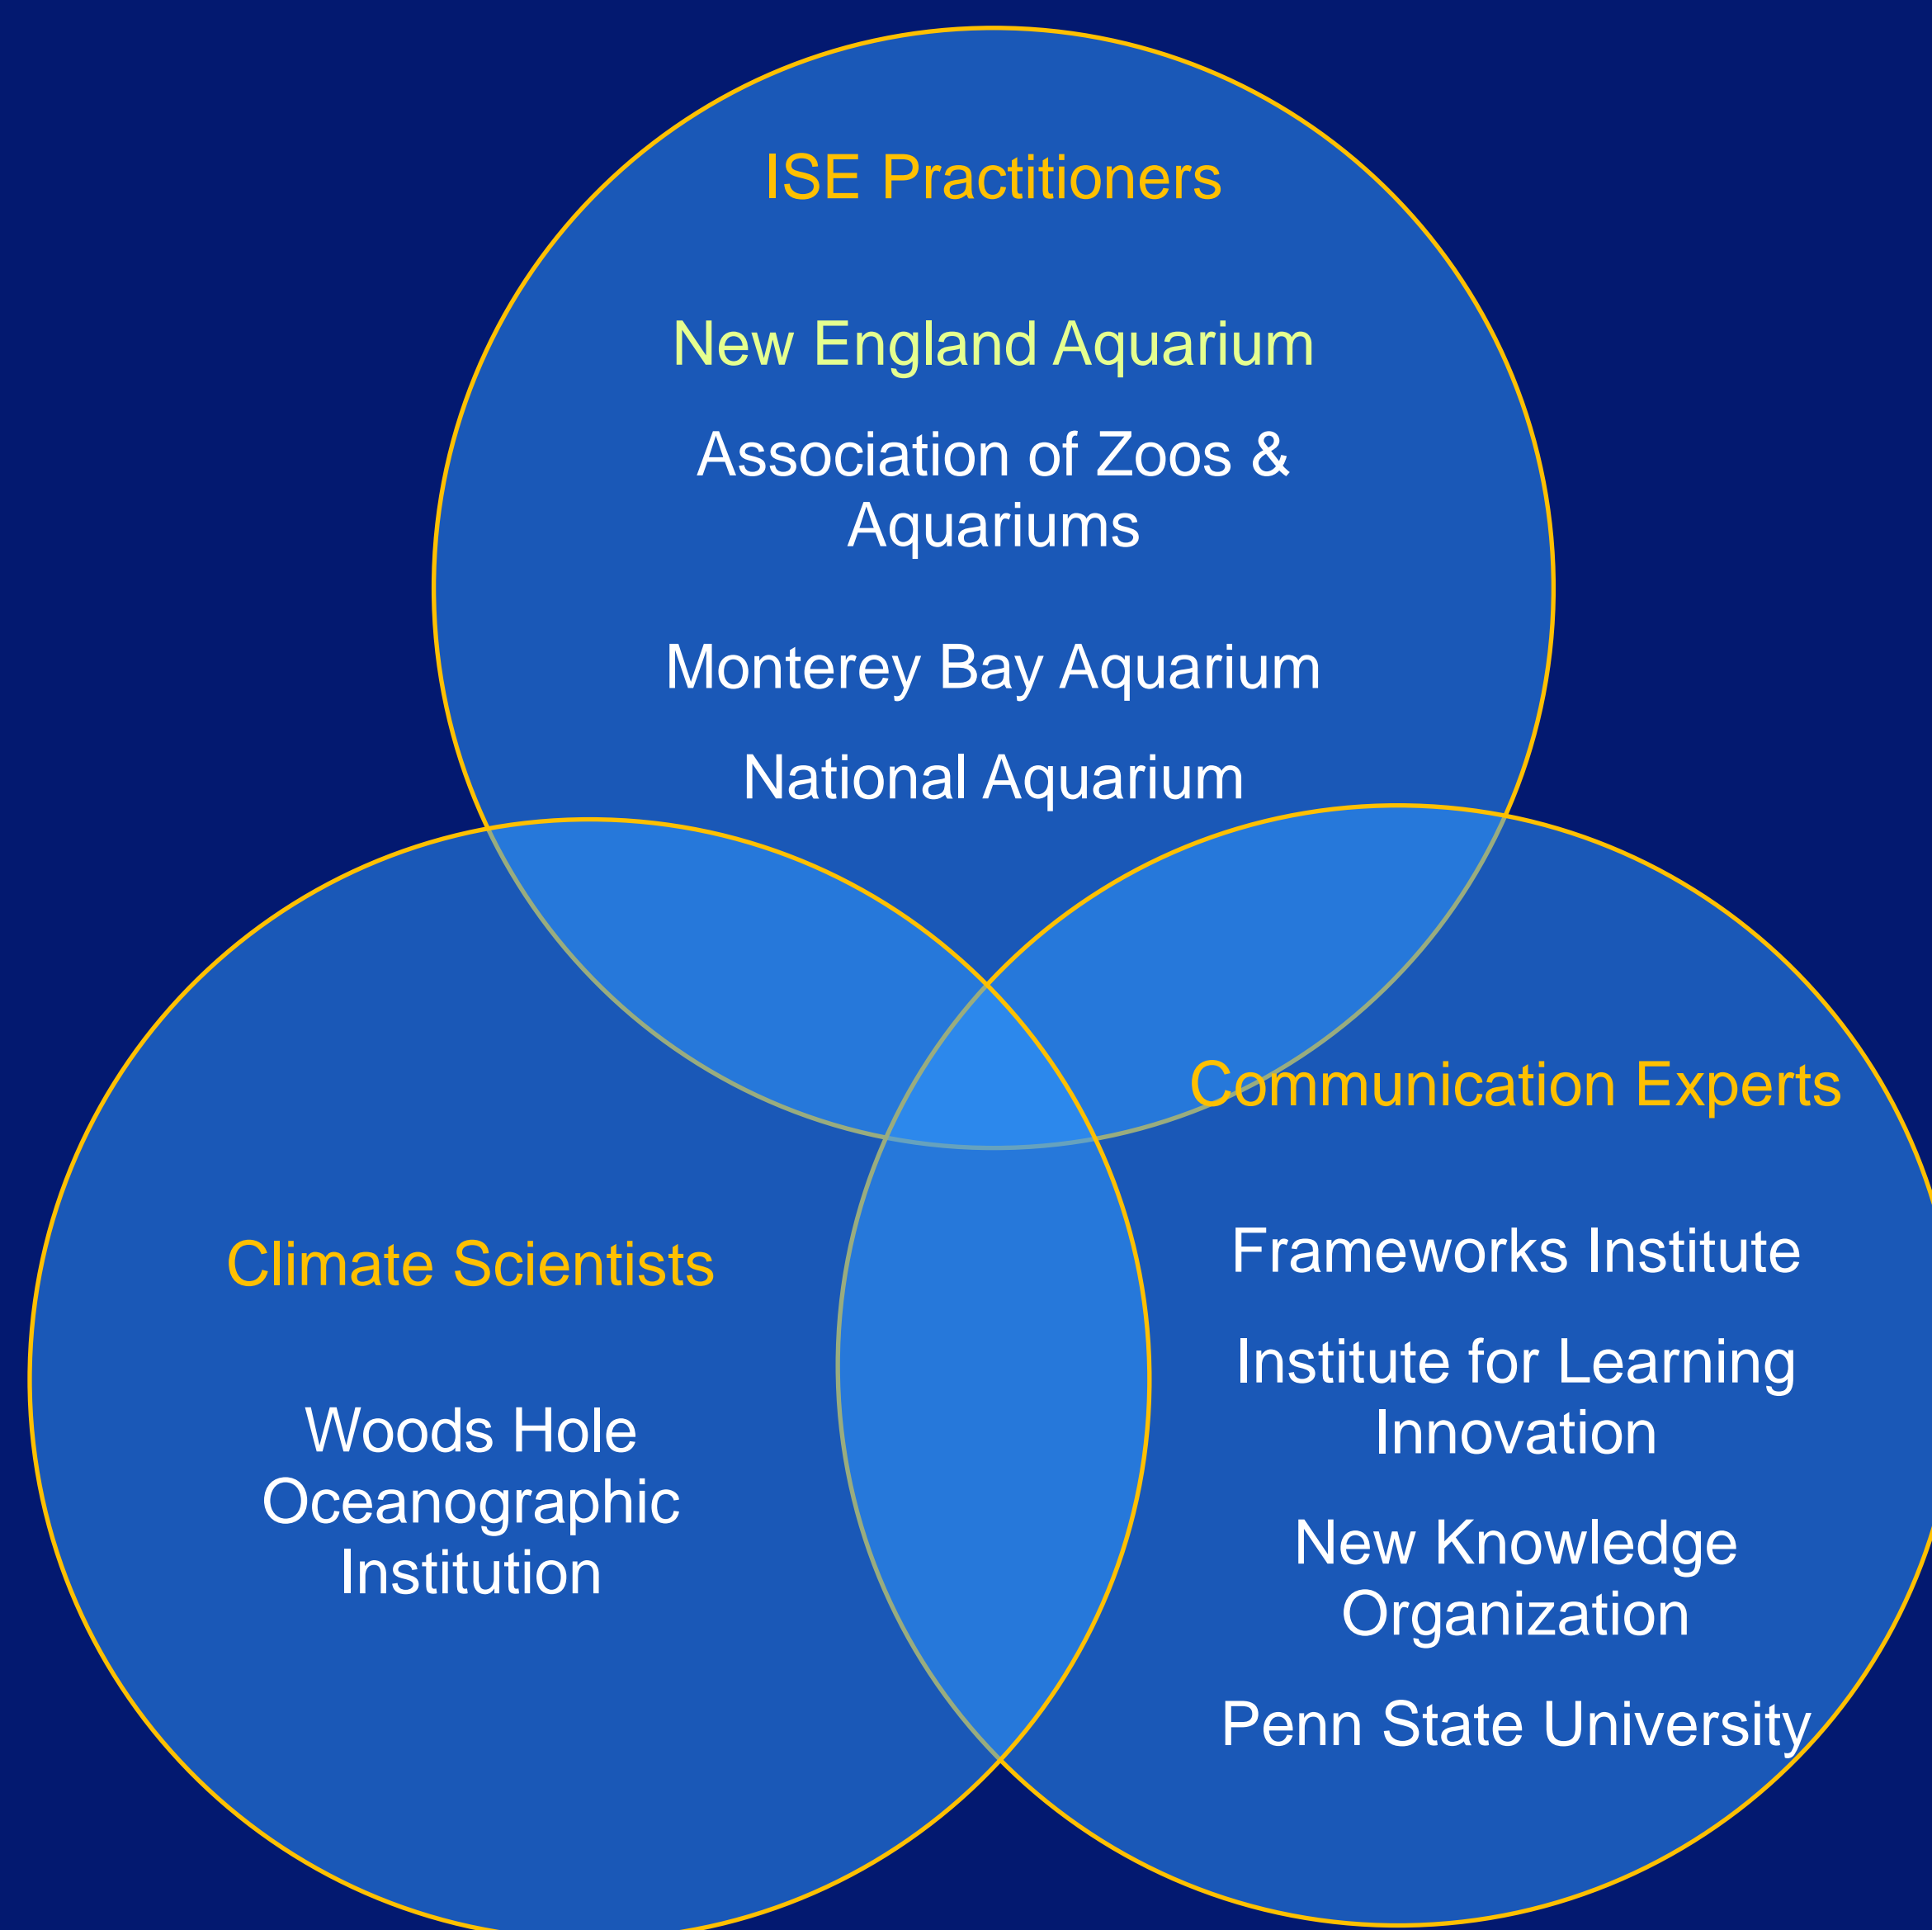 ISE Practitioners
New England Aquarium
Association of Zoos &
Aquariums
Monterey Bay Aquarium
National Aquarium
Climate Scientists
Woods Hole
Oceanographic
Institution
Communication Experts
Frameworks Institute
Institute for Learning
Innovation
New Knowledge
Organization
Penn State University